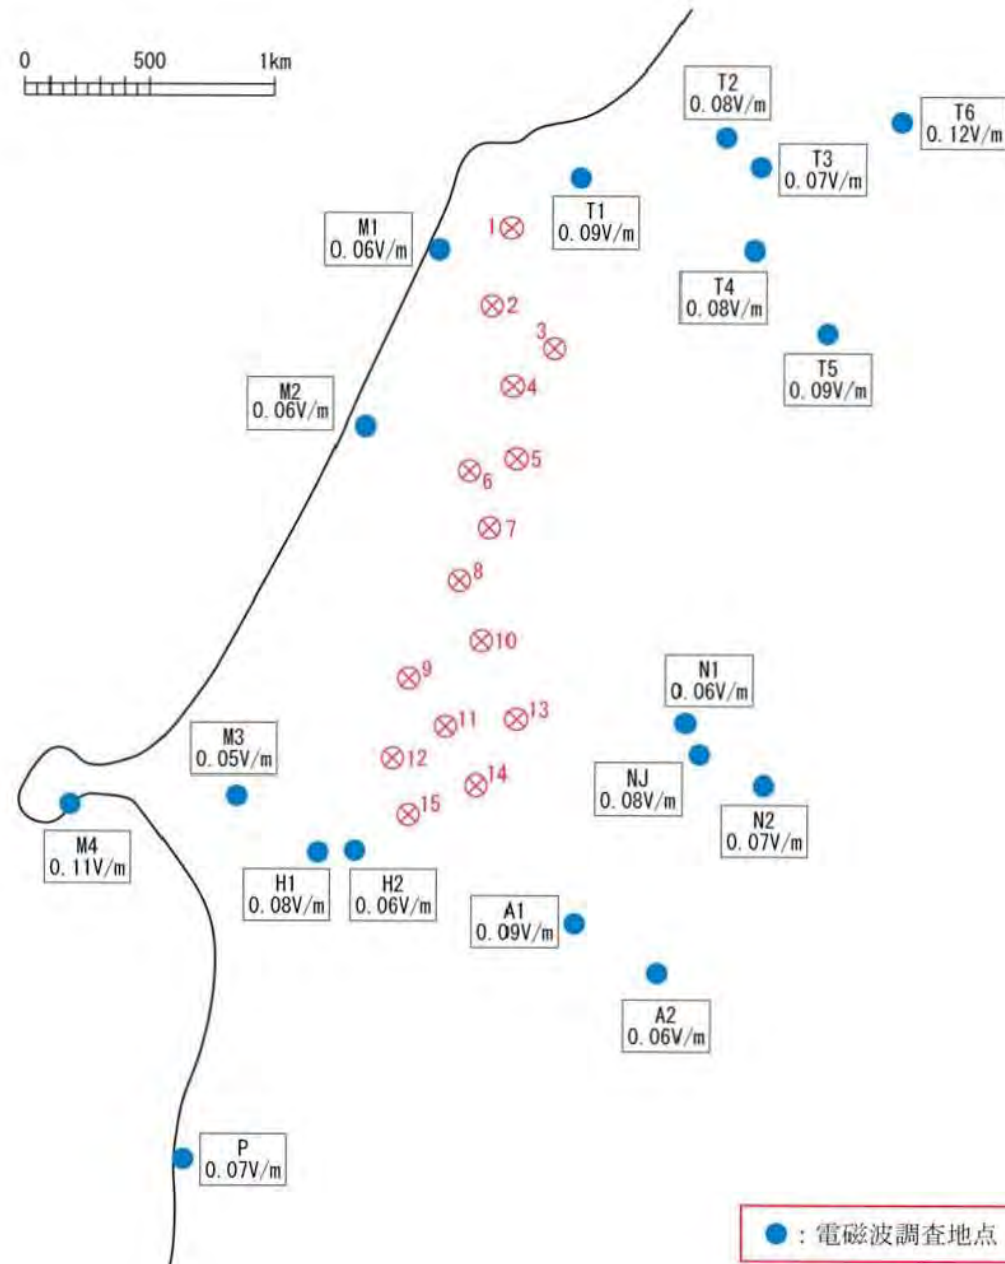 0 500 1km
T2
0.08V/m
T6
0.12V/m
T3
0.07V/m
T1
0.09V/m
M1
0.06V/m
1
T4
0.08V/m
2
3
T5
0.09V/m
4
M2
0.06V/m
5
6
7
8
10
9
N1
0.06V/m
13
11
M3
0.05V/m
12
NJ
0.08V/m
14
N2
0.07V/m
15
M4
0.11V/m
H1
0.08V/m
H2
0.06V/m
A1
0.09V/m
A2
0.06V/m
P
0.07V/m
：電磁波調査地点